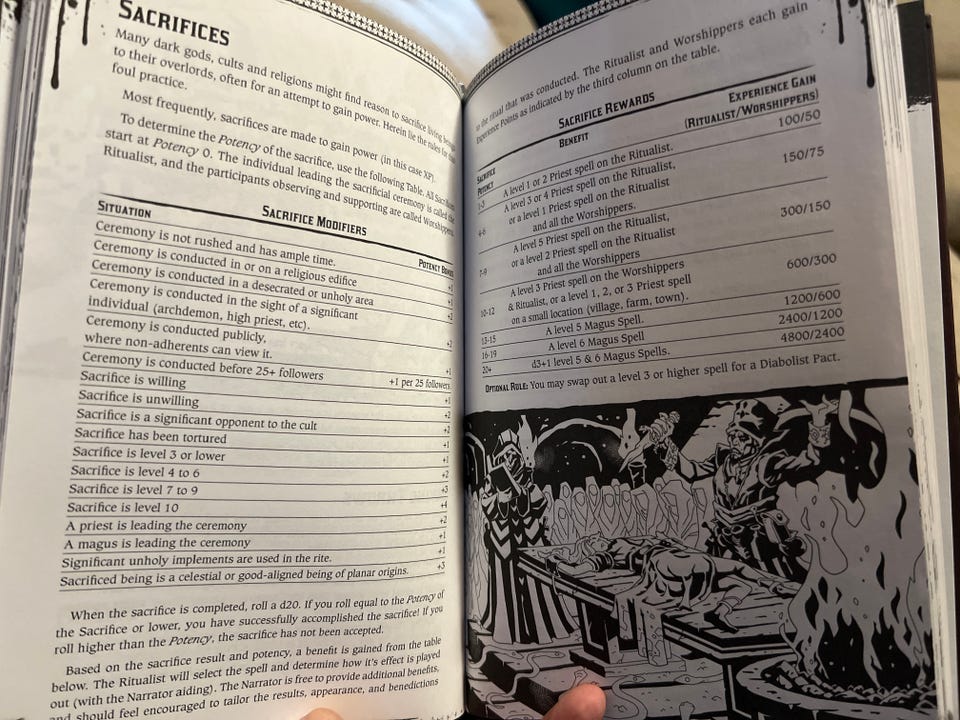 SACRIFICES
Many dark gods, cults and religions might find reason to sacrifice living beings
to their overlords, often for an attempt to gain power. Herein lie the rules for this
foul practice.
Most frequently, sacrifices are made to gain power (in this case XP).
To determine the Potency of the sacrifice, use the following Table. All Sacrifices
start at Potency 0. The individual leading the sacrificial ceremony is called the
Ritualist, and the participants observing and supporting are called Worshippers.
SACRIFICE MODIFIERS
SITUATION POTENCY BONUS
Ceremony is not rushed and has ample time. +1
Ceremony is conducted in or on a religious edifice +1
Ceremony is conducted in a desecrated or unholy area +2
Ceremony is conducted in the sight of a significant
individual (archdemon, high priest, etc). +2
Ceremony is conducted publicly,
where non-adherents can view it. +1
Ceremony is conducted before 25+ followers +1 per 25 followers
Sacrifice is willing +1
Sacrifice is unwilling +2
Sacrifice is a significant opponent to the cult +2
Sacrifice has been tortured +1
Sacrifice is level 3 or lower +1
Sacrifice is level 4 to 6 +2
Sacrifice is level 7 to 9 +3
Sacrifice is level 10 +4
A priest is leading the ceremony +2
A magus is leading the ceremony +1
Significant unholy implements are used in the rite. +1
Sacrificed being is a celestial or good-aligned being of planar origins. +3
When the sacrifice is completed, roll a d20. If you roll equal to the Potency of
the Sacrifice or lower, you have successfully accomplished the sacrifice! If you
roll higher than the Potency, the sacrifice has not been accepted.
Based on the sacrifice result and potency, a benefit is gained from the table
below. The Ritualist will select the spell and determine how it's effect is played
out (with the Narrator aiding). The Narrator is free to provide additional benefits,
and should feel encouraged to tailor the results, appearance, and benedictions
to the ritual that was conducted. The Ritualist and Worshippers each gain
Experience Points as indicated by the third column on the table.
SACRIFICE REWARDS
SACRIFICE POTENCY BENEFIT EXPERIENCE GAIN (RITUALIST/WORSHIPPERS)
1-3 A level 1 or 2 Priest spell on the Ritualist. 100/50
A level 3 or 4 Priest spell on the Ritualist, 150/75
or a level 1 Priest spell on the Ritualist
4-6 and all the Worshippers.
A level 5 Priest spell on the Ritualist, 300/150
or a level 2 Priest spell on the Ritualist
7-9 and all the Worshippers
A level 3 Priest spell on the Worshippers 600/300
10-12 & Ritualist, or a level 1, 2, or 3 Priest spell
on a small location (village, farm, town).
13-15 A level 5 Magus Spell. 1200/600
16-19 A level 6 Magus Spell 2400/1200
20+ d3+1 level 5 & 6 Magus Spells. 4800/2400
OPTIONAL RULE: You may swap out a level 3 or higher spell for a Diabolist Pact.